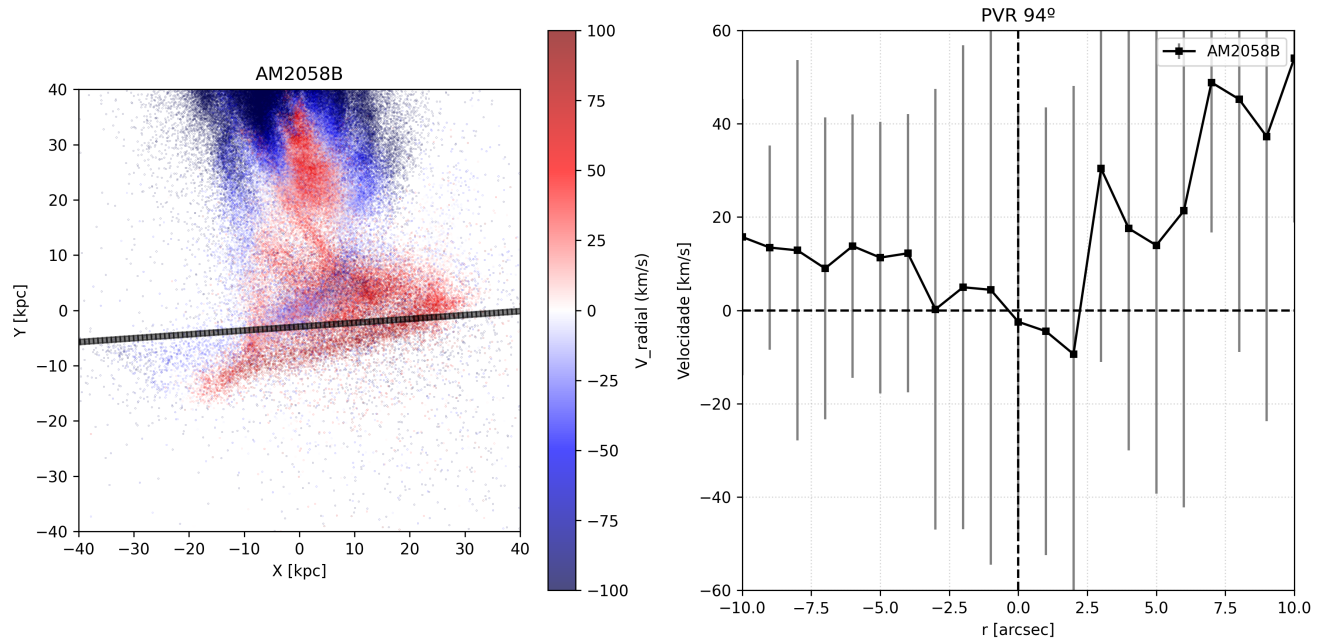 AM2058B
40
30
20
10
0
−10
−20
−30
−40
Y [kpc]
−40 −30 −20 −10 0 10 20 30 40
X [kpc]
100
75
50
25
0
−25
−50
−75
−100
V_radial (km/s)
PVR 94º
AM2058B
60
40
20
0
−20
−40
−60
Velocidade [km/s]
−10.0 −7.5 −5.0 −2.5 0.0 2.5 5.0 7.5 10.0
r [arcsec]